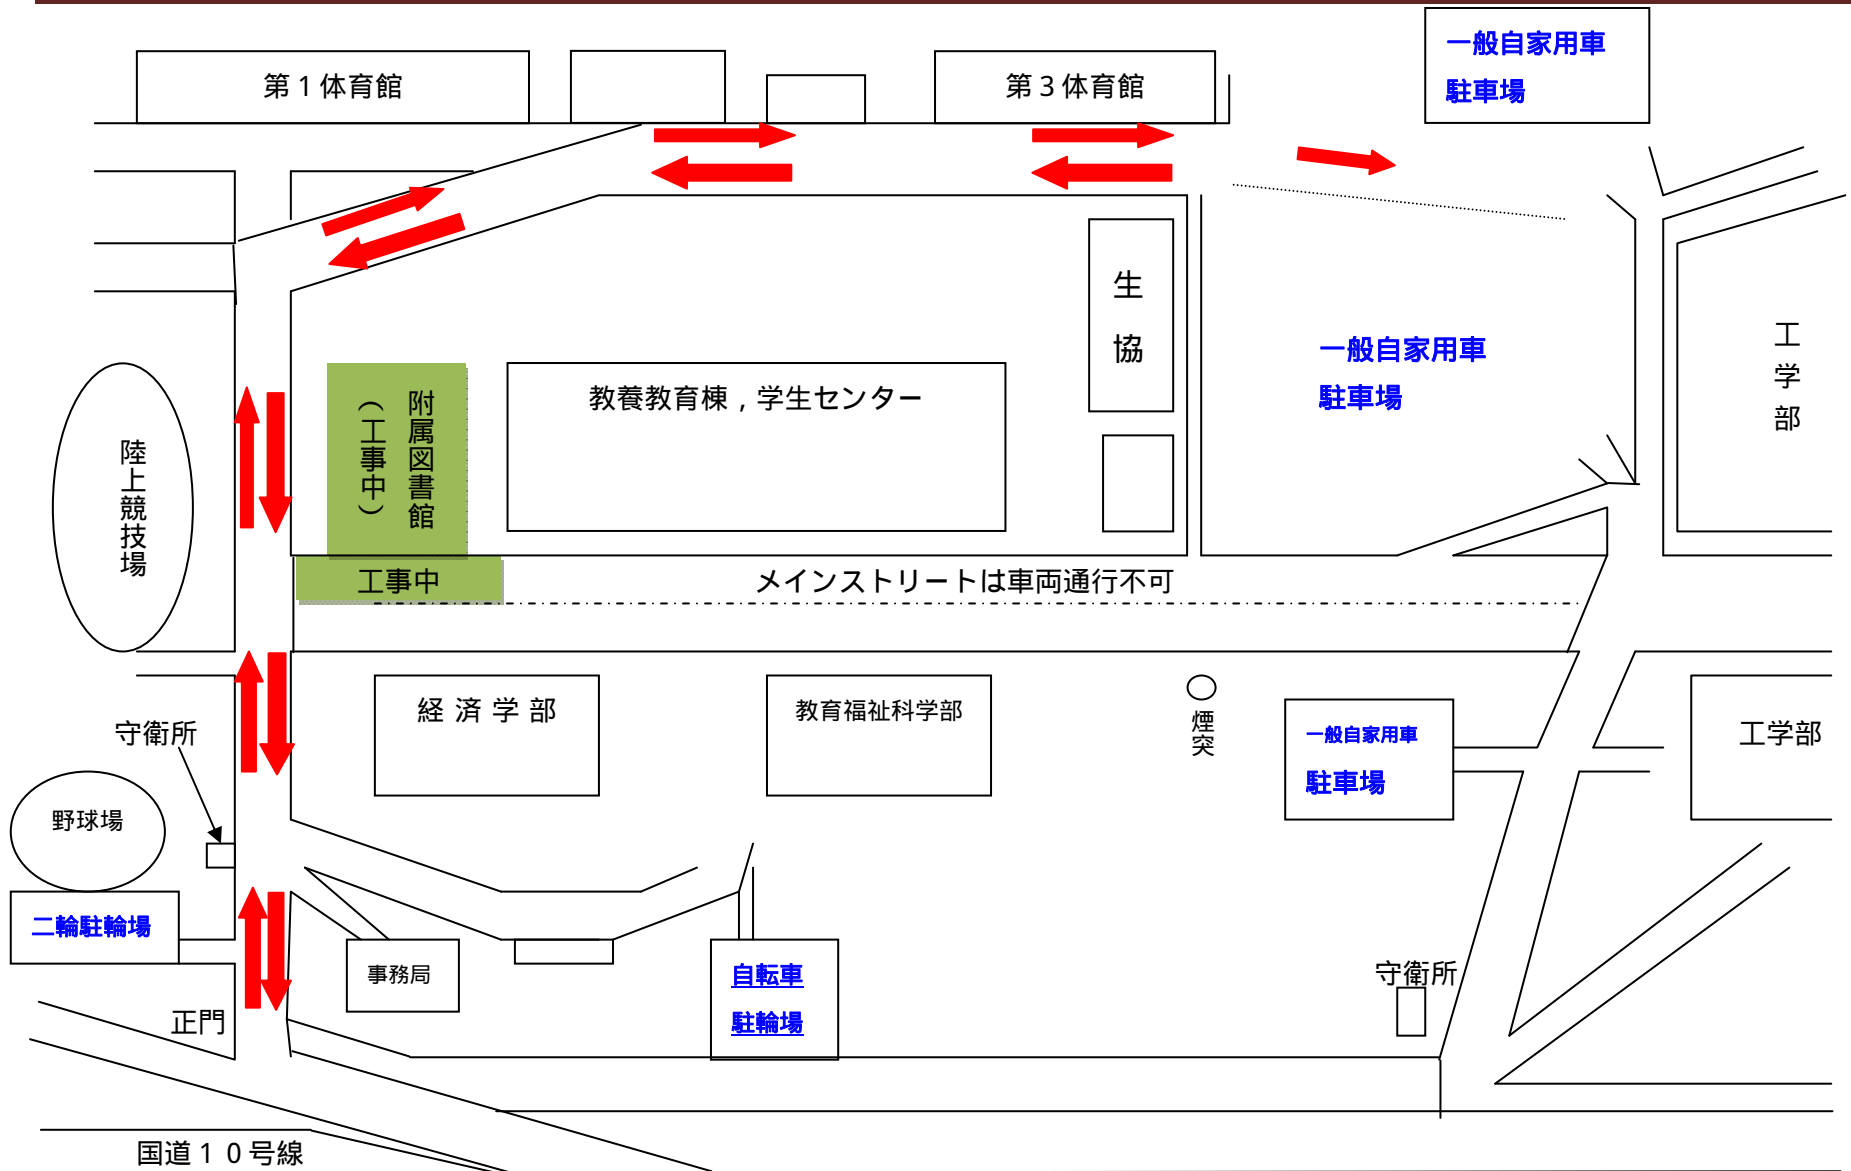 第1体育館
第3体育館
一般自家用車
駐車場
生協
一般自家用車
駐車場
工学部
附属図書館
（工事中）
教養教育棟，学生センター
陸上競技場
工事中
メインストリートは車両通行不可
経済学部
教育福祉科学部
煙突
一般自家用車
駐車場
工学部
守衛所
野球場
二輪駐輪場
事務局
自転車
駐輪場
守衛所
正門
国道１０号線